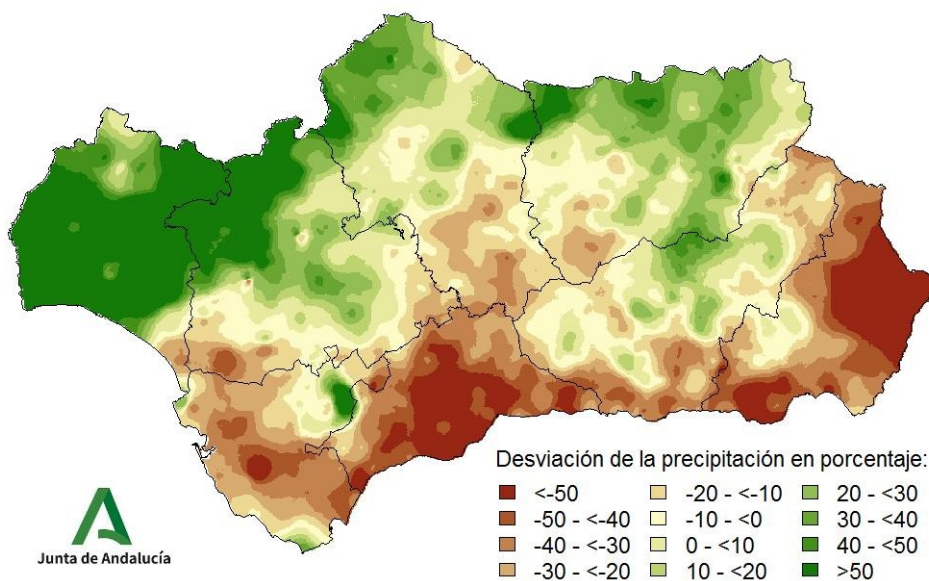 Desviación de la precipitación en porcentaje:
<-50 -20 - <-10 20 - <30
-50 - <-40 -10 - <0 30 - <40
-40 - <-30 0 - <10 40 - <50
-30 - <-20 10 - <20 >50
Junta de Andalucía